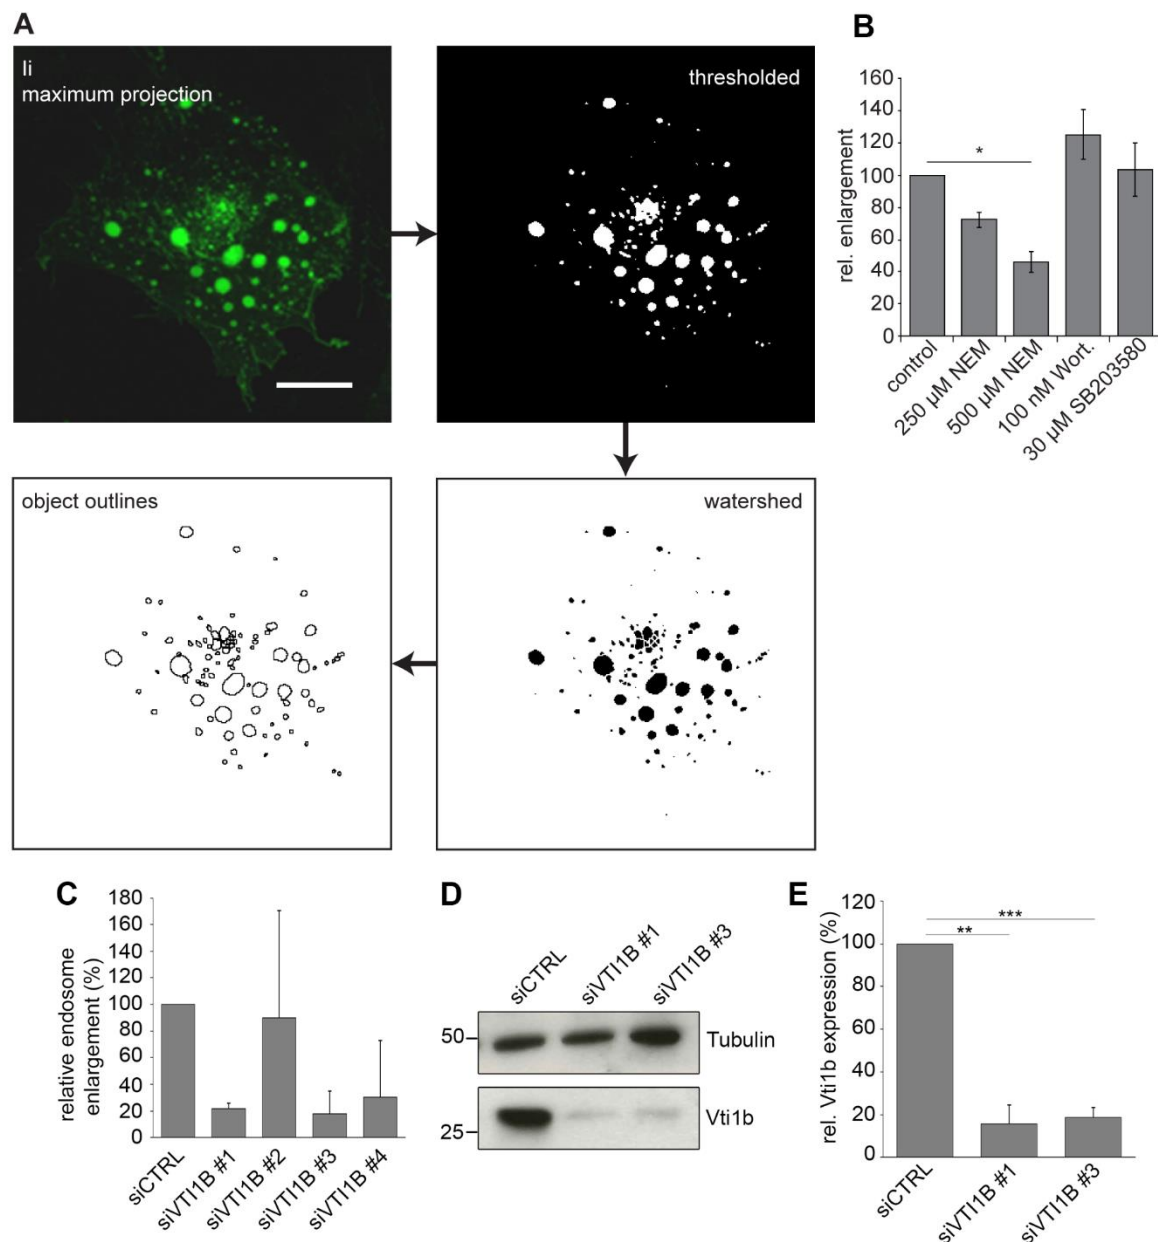 A
Ii
maximum projection
thresholded
object outlines
watershed
B
rel. enlargement
160
140
120
100
80
60
40
20
0
*
control
250 µM NEM
500 µM NEM
100 nM Wort.
30 µM SB203580
C
relative endosome
enlargement (%)
180
160
140
120
100
80
60
40
20
0
siCTRL
siVTI1B #1
siVTI1B #2
siVTI1B #3
siVTI1B #4
D
siCTRL
siVTI1B #1
siVTI1B #3
50
Tubulin
25
Vti1b
E
rel. Vti1b expression (%)
120
100
80
60
40
20
0
***
**
siCTRL
siVTI1B #1
siVTI1B #3